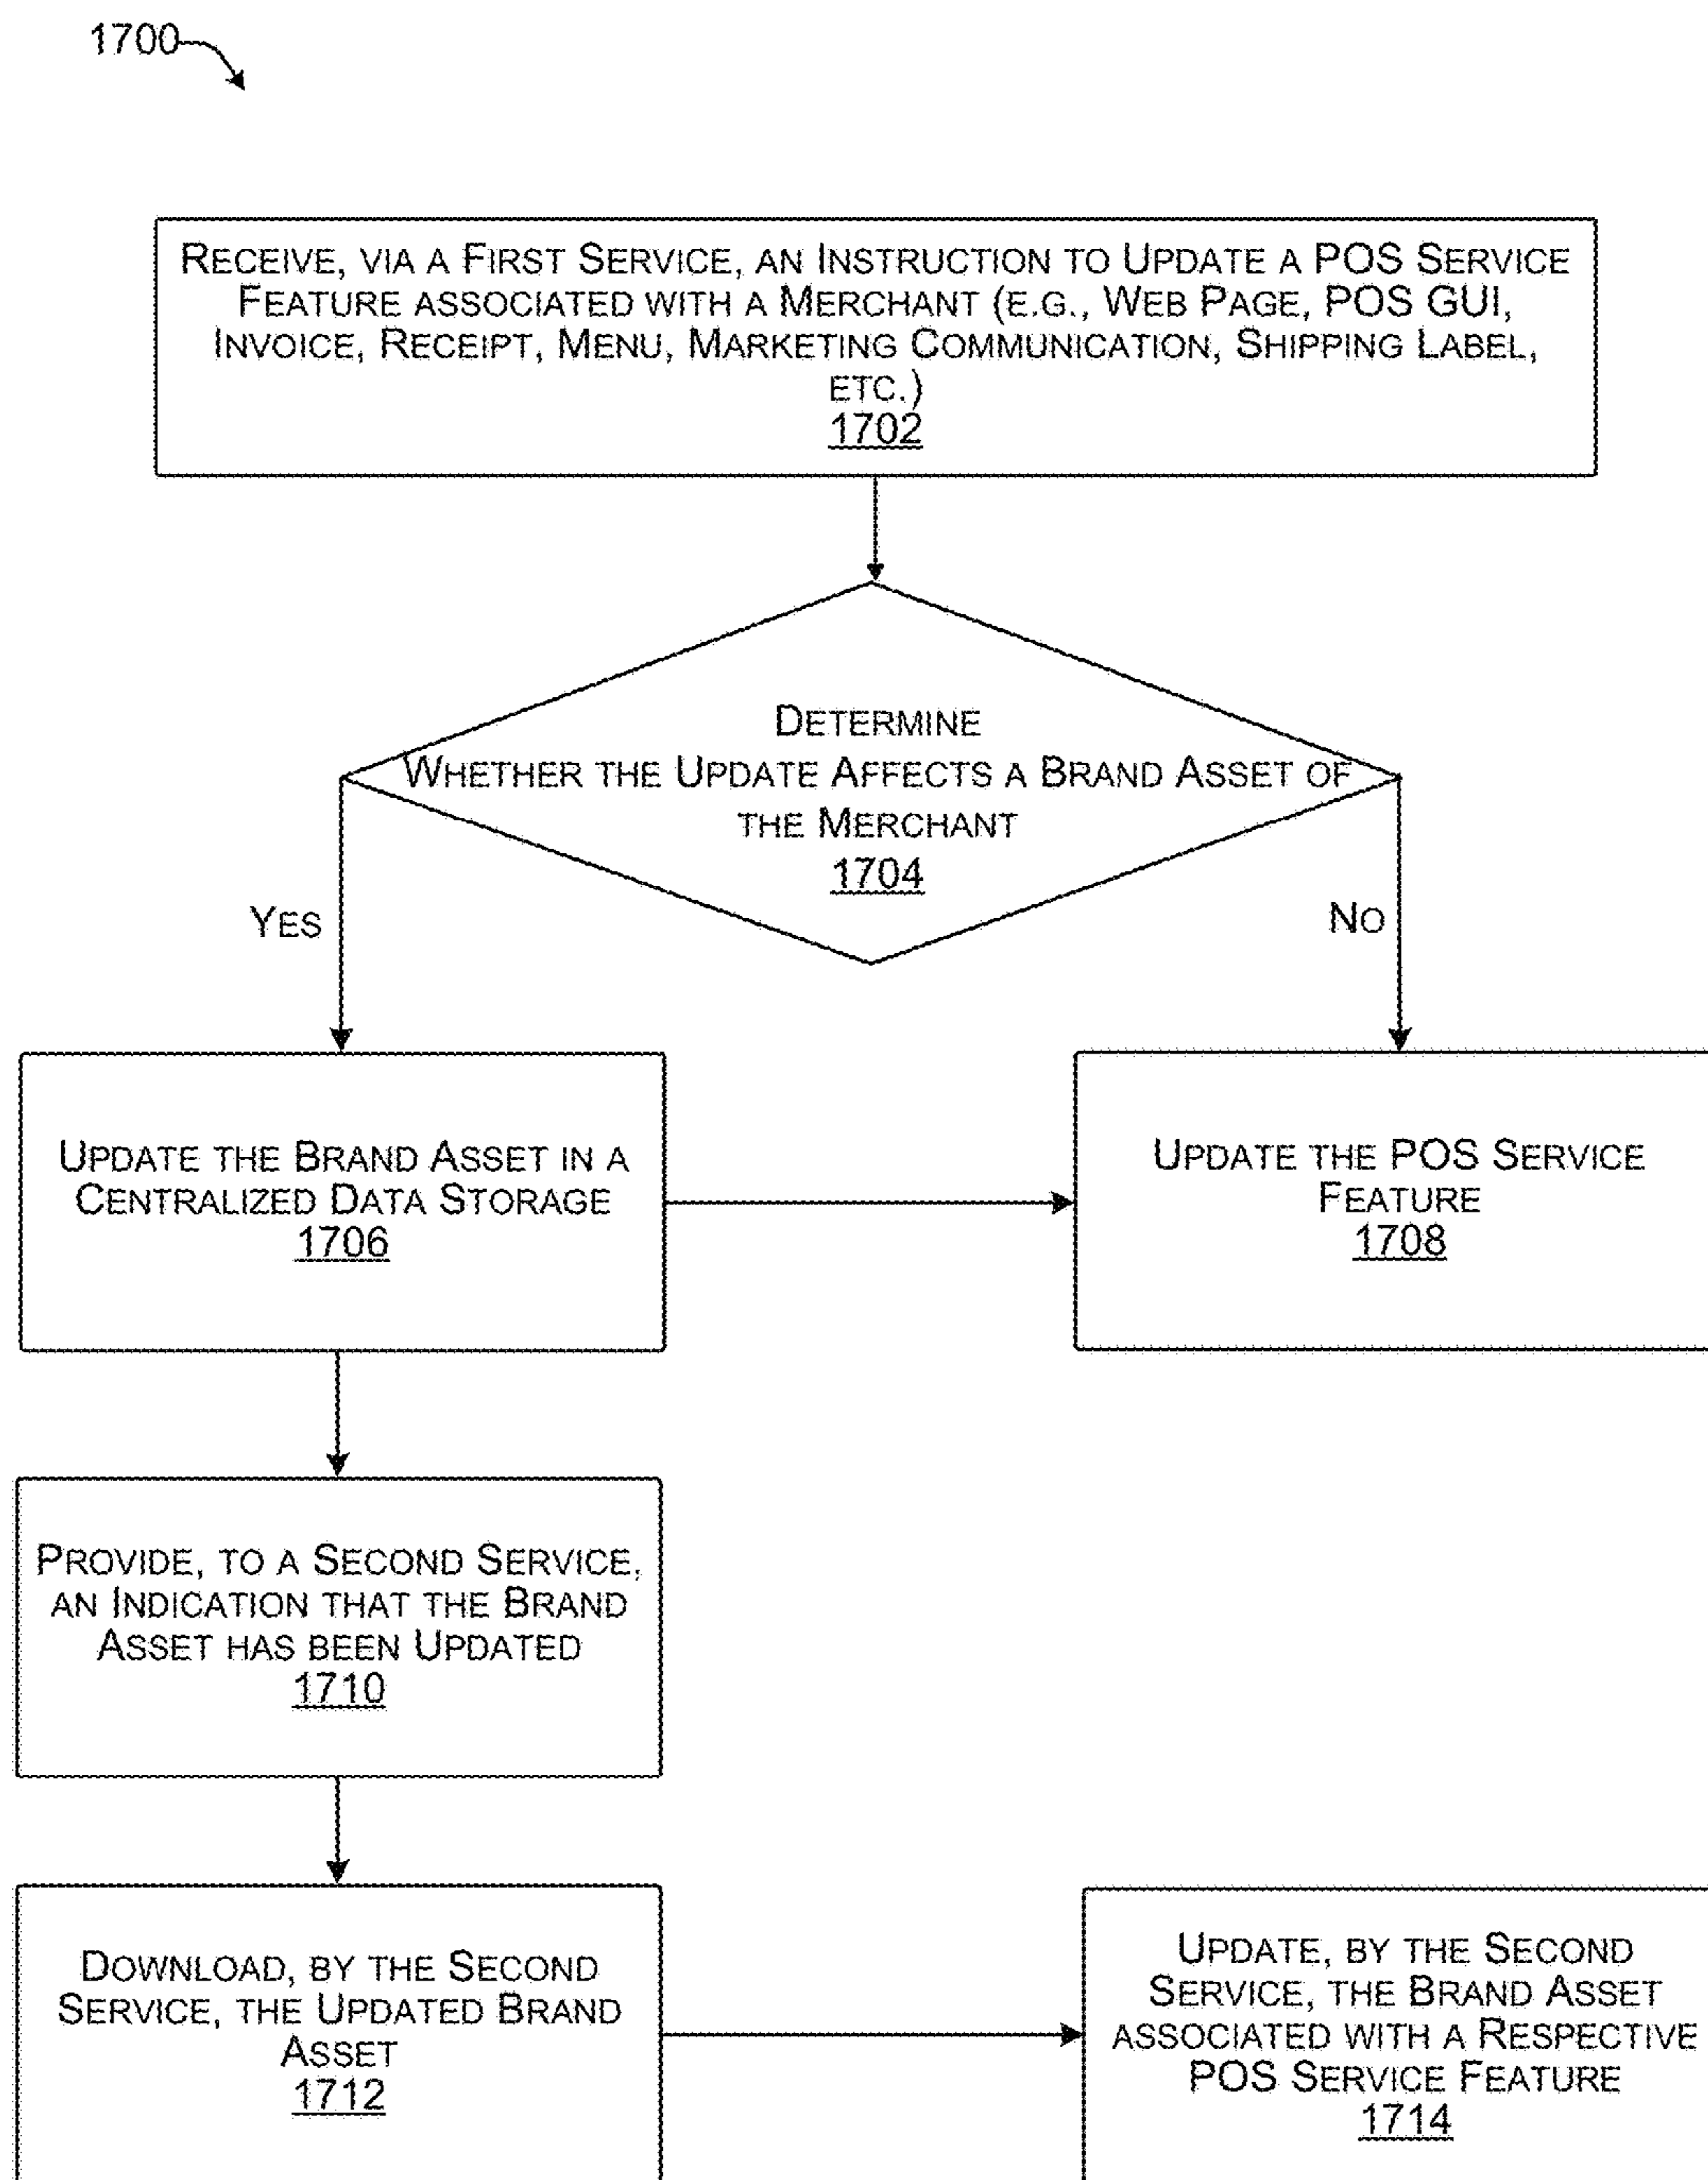 1700
RECEIVE, VIA A FIRST SERVICE, AN INSTRUCTION TO UPDATE A POS SERVICE
FEATURE ASSOCIATED WITH A MERCHANT (E.G., WEB PAGE, POS GUI,
INVOICE, RECEIPT, MENU, MARKETING COMMUNICATION, SHIPPING LABEL,
ETC.)
1702
DETERMINE
WHETHER THE UPDATE AFFECTS A BRAND ASSET OF
THE MERCHANT
1704
YES
NO
UPDATE THE BRAND ASSET IN A
CENTRALIZED DATA STORAGE
1706
UPDATE THE POS SERVICE
FEATURE
1708
PROVIDE, TO A SECOND SERVICE,
AN INDICATION THAT THE BRAND
ASSET HAS BEEN UPDATED
1710
DOWNLOAD, BY THE SECOND
SERVICE, THE UPDATED BRAND
ASSET
1712
UPDATE, BY THE SECOND
SERVICE, THE BRAND ASSET
ASSOCIATED WITH A RESPECTIVE
POS SERVICE FEATURE
1714